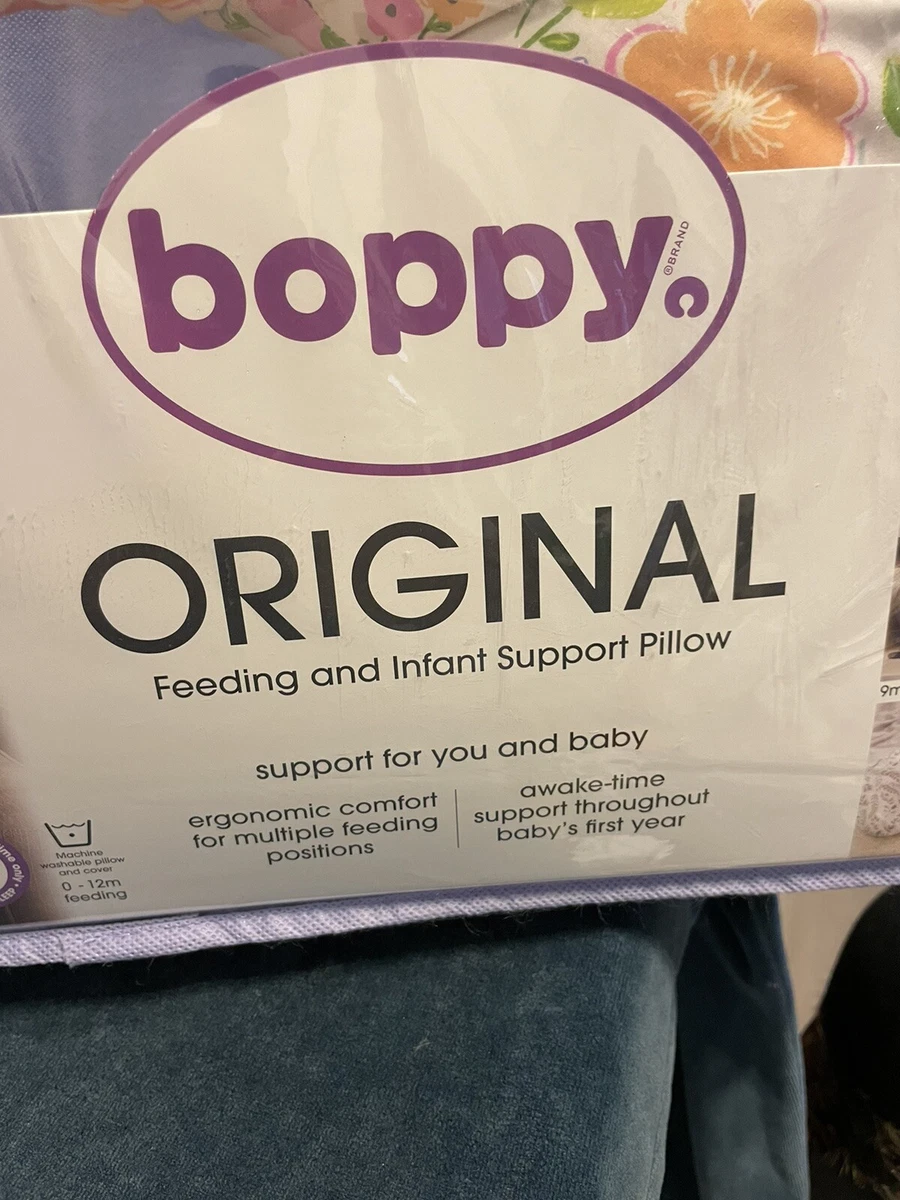 boppy
®BRAND
c
ORIGINAL
Feeding and Infant Support Pillow
support for you and baby
ergonomic comfort
for multiple feeding
positions
awake-time
support throughout
baby's first year
Machine
washable pillow
and cover
0 - 12m
feeding
only